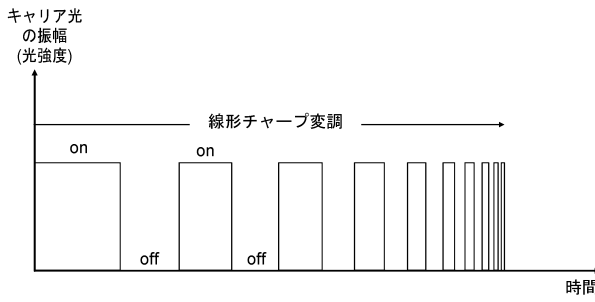 キャリア光
の振幅
(光強度)
線形チャープ変調
on
on
off
off
時間